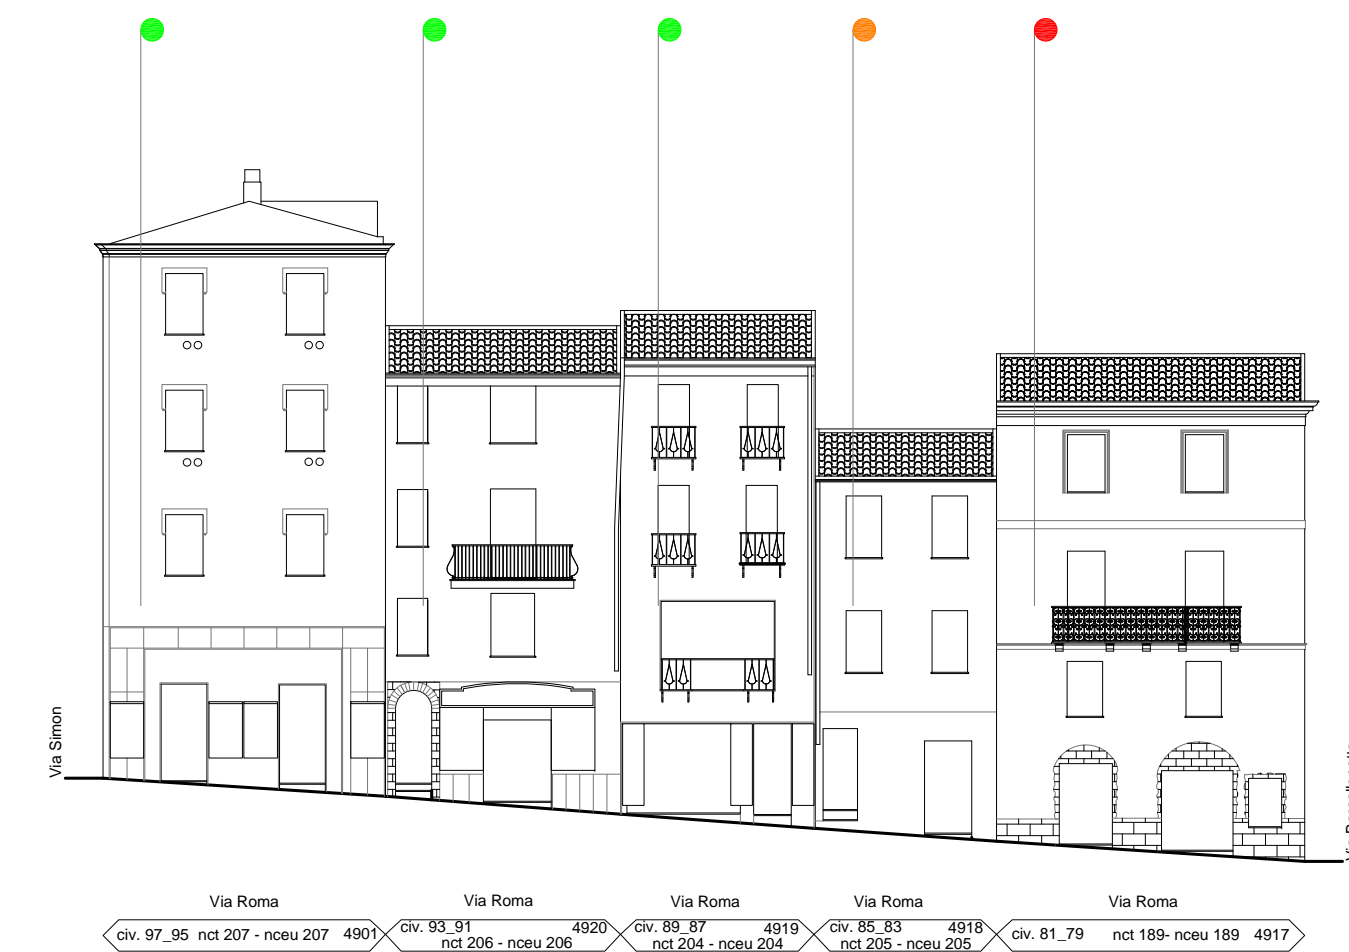 Via Simon
Via
Via Roma
civ. 97_95 nct 207 - nceu 207 4901
Via Roma
civ. 93_91 4920
nct 206 - nceu 206
Via Roma
civ. 89_87 4919
nct 204 - nceu 204
Via Roma
civ. 85_83 4918
nct 205 - nceu 205
Via Roma
civ. 81_79 nct 189- nceu 189 4917